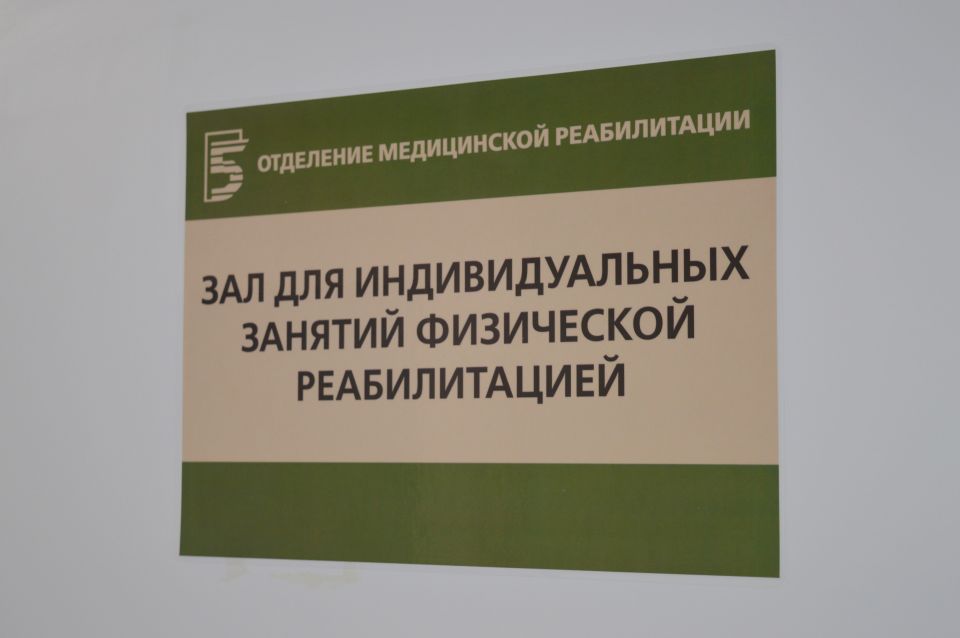 ОТДЕЛЕНИЕ МЕДИЦИНСКОЙ РЕАБИЛИТАЦИИ
ЗАЛ ДЛЯ ИНДИВИДУАЛЬНЫХ
ЗАНЯТИЙ ФИЗИЧЕСКОЙ
РЕАБИЛИТАЦИЕЙ